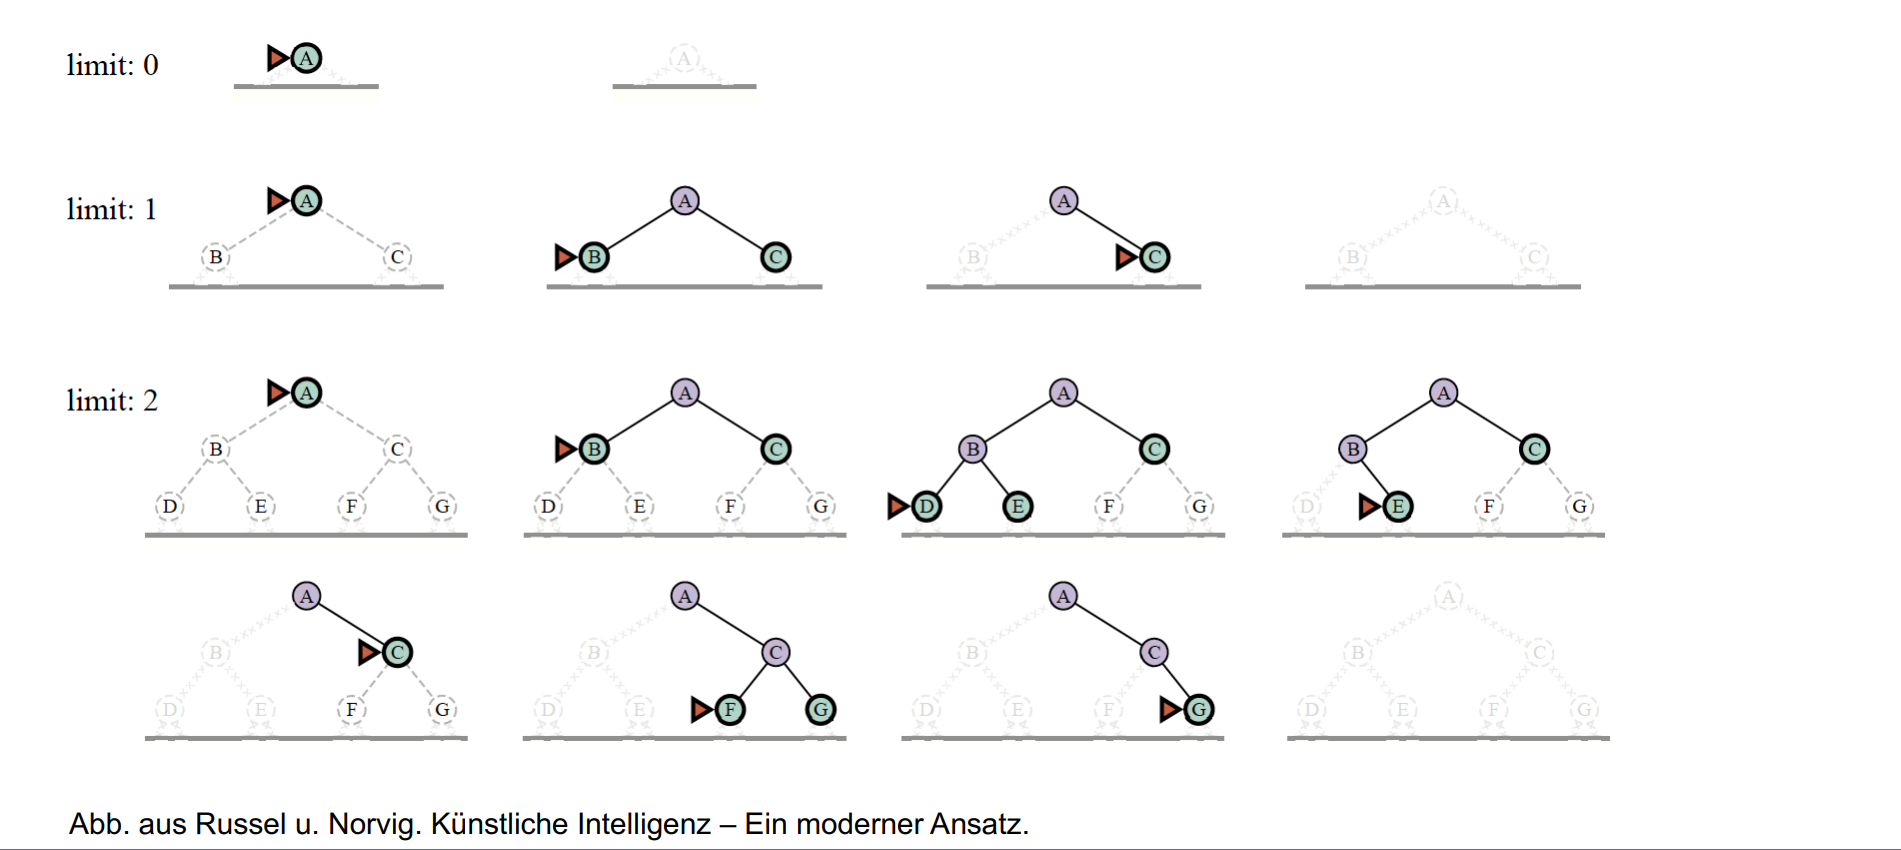 limit: 0 A A
limit: 1 A A A A
B C B C B C B C
limit: 2 A A A A
B C B C B C B C
D E F G D E F G D E F G D E F G
A A A A
B C B C B C B C
D E F G D E F G D E F G D E F G
Abb. aus Russel u. Norvig. Künstliche Intelligenz – Ein moderner Ansatz.